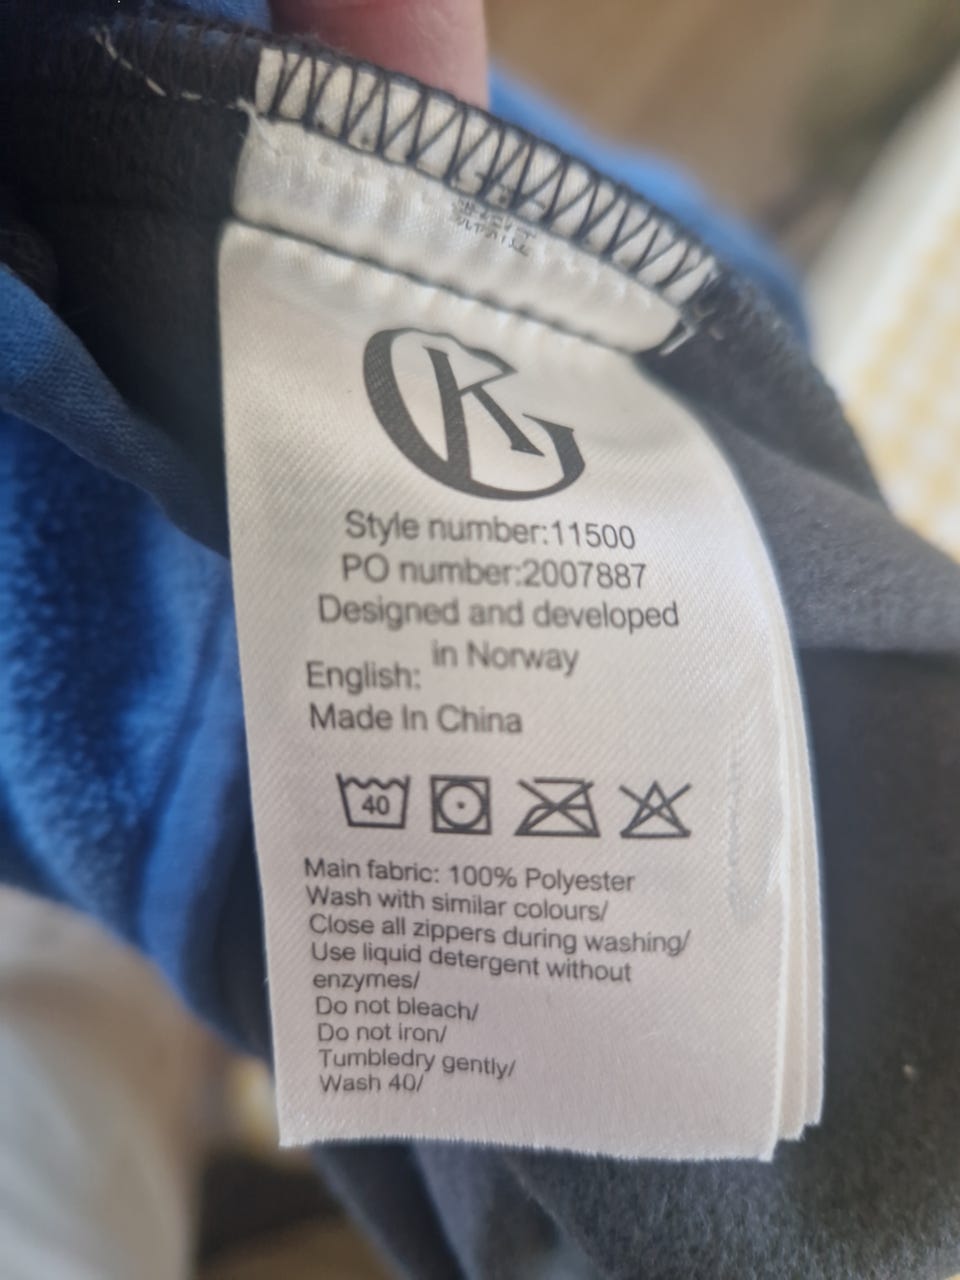 KG
Style number:11500
PO number:2007887
Designed and developed
in Norway
English:
Made In China
40
Main fabric: 100% Polyester
Wash with similar colours/
Close all zippers during washing/
Use liquid detergent without
enzymes/
Do not bleach/
Do not iron/
Tumbledry gently/
Wash 40/